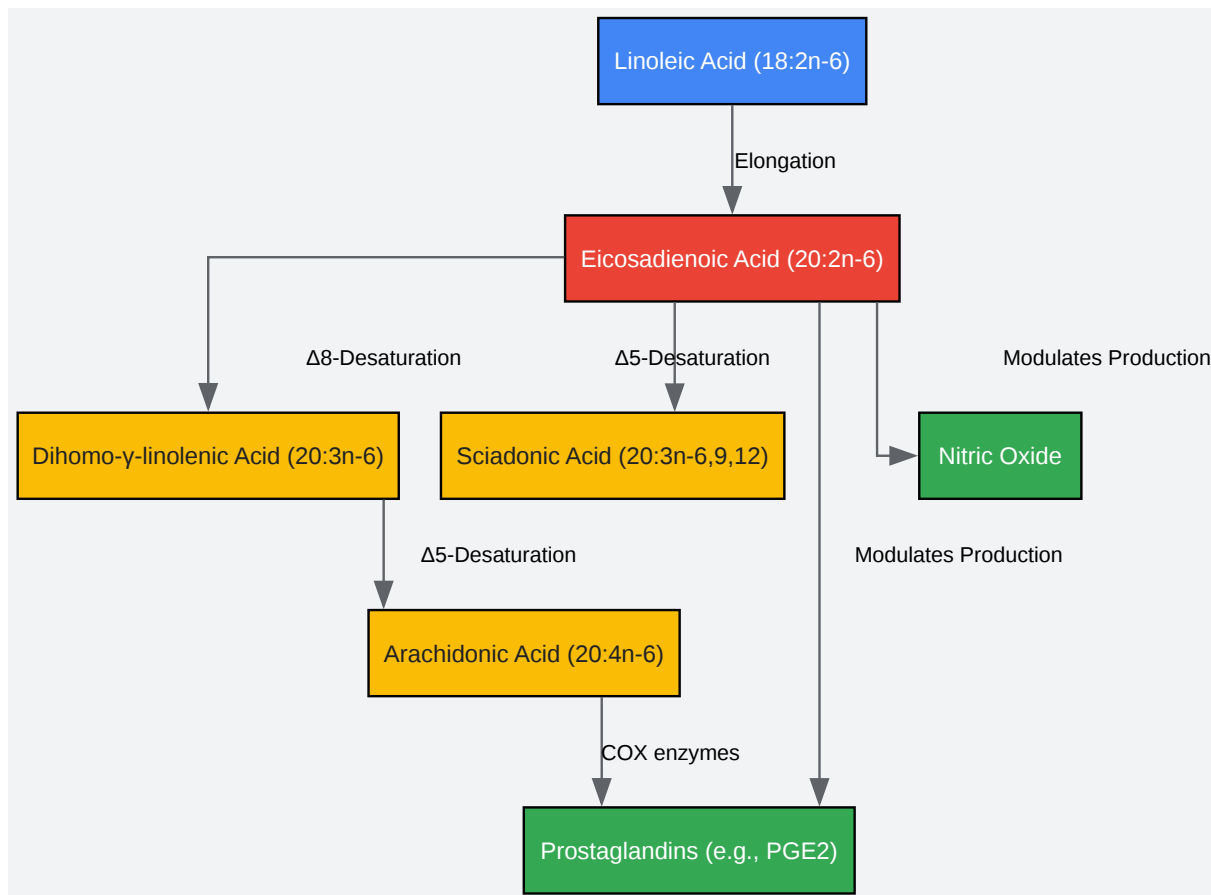 Linoleic Acid (18:2n-6)
Elongation
Eicosadienoic Acid (20:2n-6)
Δ8-Desaturation
Δ5-Desaturation
Modulates Production
Dihomo-γ-linolenic Acid (20:3n-6)
Sciadonic Acid (20:3n-6,9,12)
Nitric Oxide
Δ5-Desaturation
Modulates Production
Arachidonic Acid (20:4n-6)
COX enzymes
Prostaglandins (e.g., PGE2)